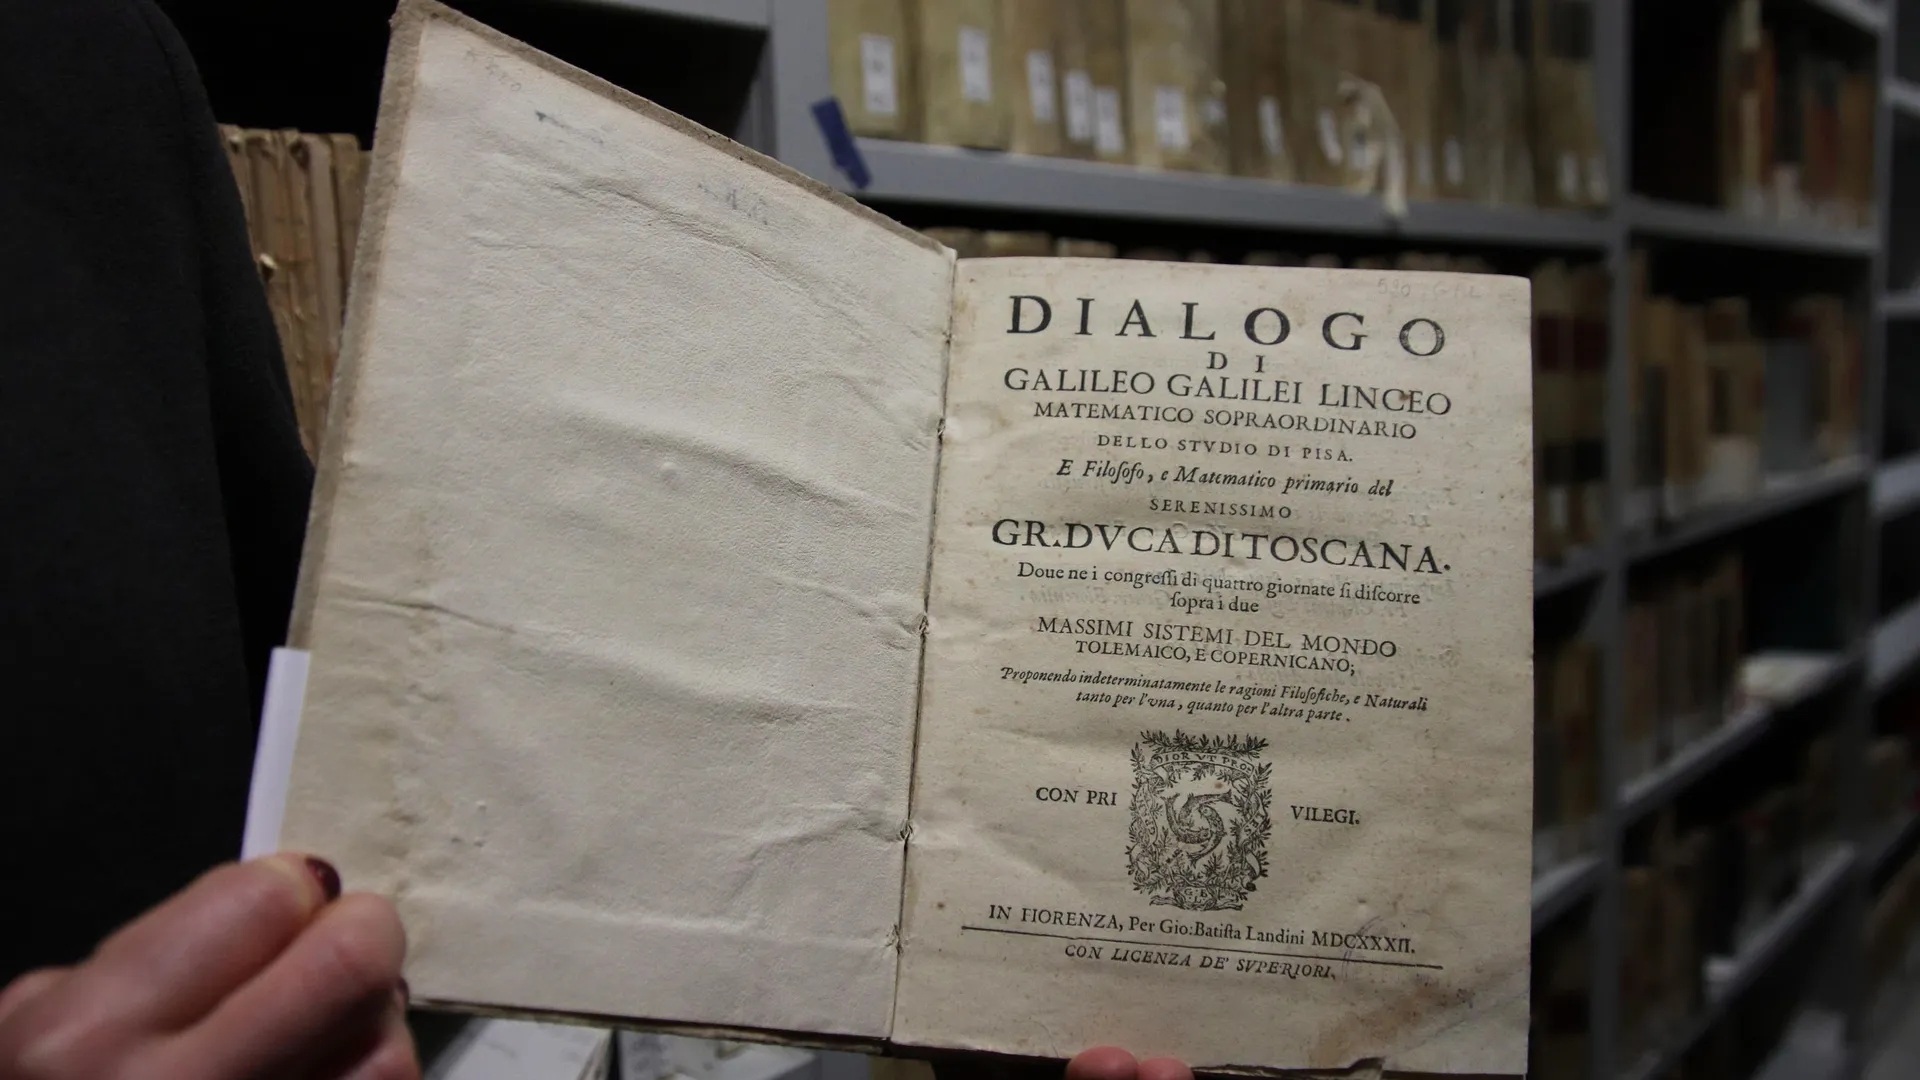 DIALOGO
DI
GALILEO GALILEI LINCEO
MATEMATICO SOPRAORDINARIO
DELLO STVDIO DI PISA.
E Filoſofo, e Matematico primario del
SERENISSIMO
GR.DVCA DI TOSCANA.
Doue ne i congreſſi di quattro giornate ſi diſcorre
ſopra i due
MASSIMI SISTEMI DEL MONDO
TOLEMAICO, E COPERNICANO;
Proponendo indeterminatamente le ragioni Filoſofiche, e Naturali
tanto per l'vna, quanto per l'altra parte.
CON PRI VILEGI.
IN FIORENZA, Per Gio:Batiſta Landini MDCXXXII.
CON LICENZA DE' SVPERIORI.